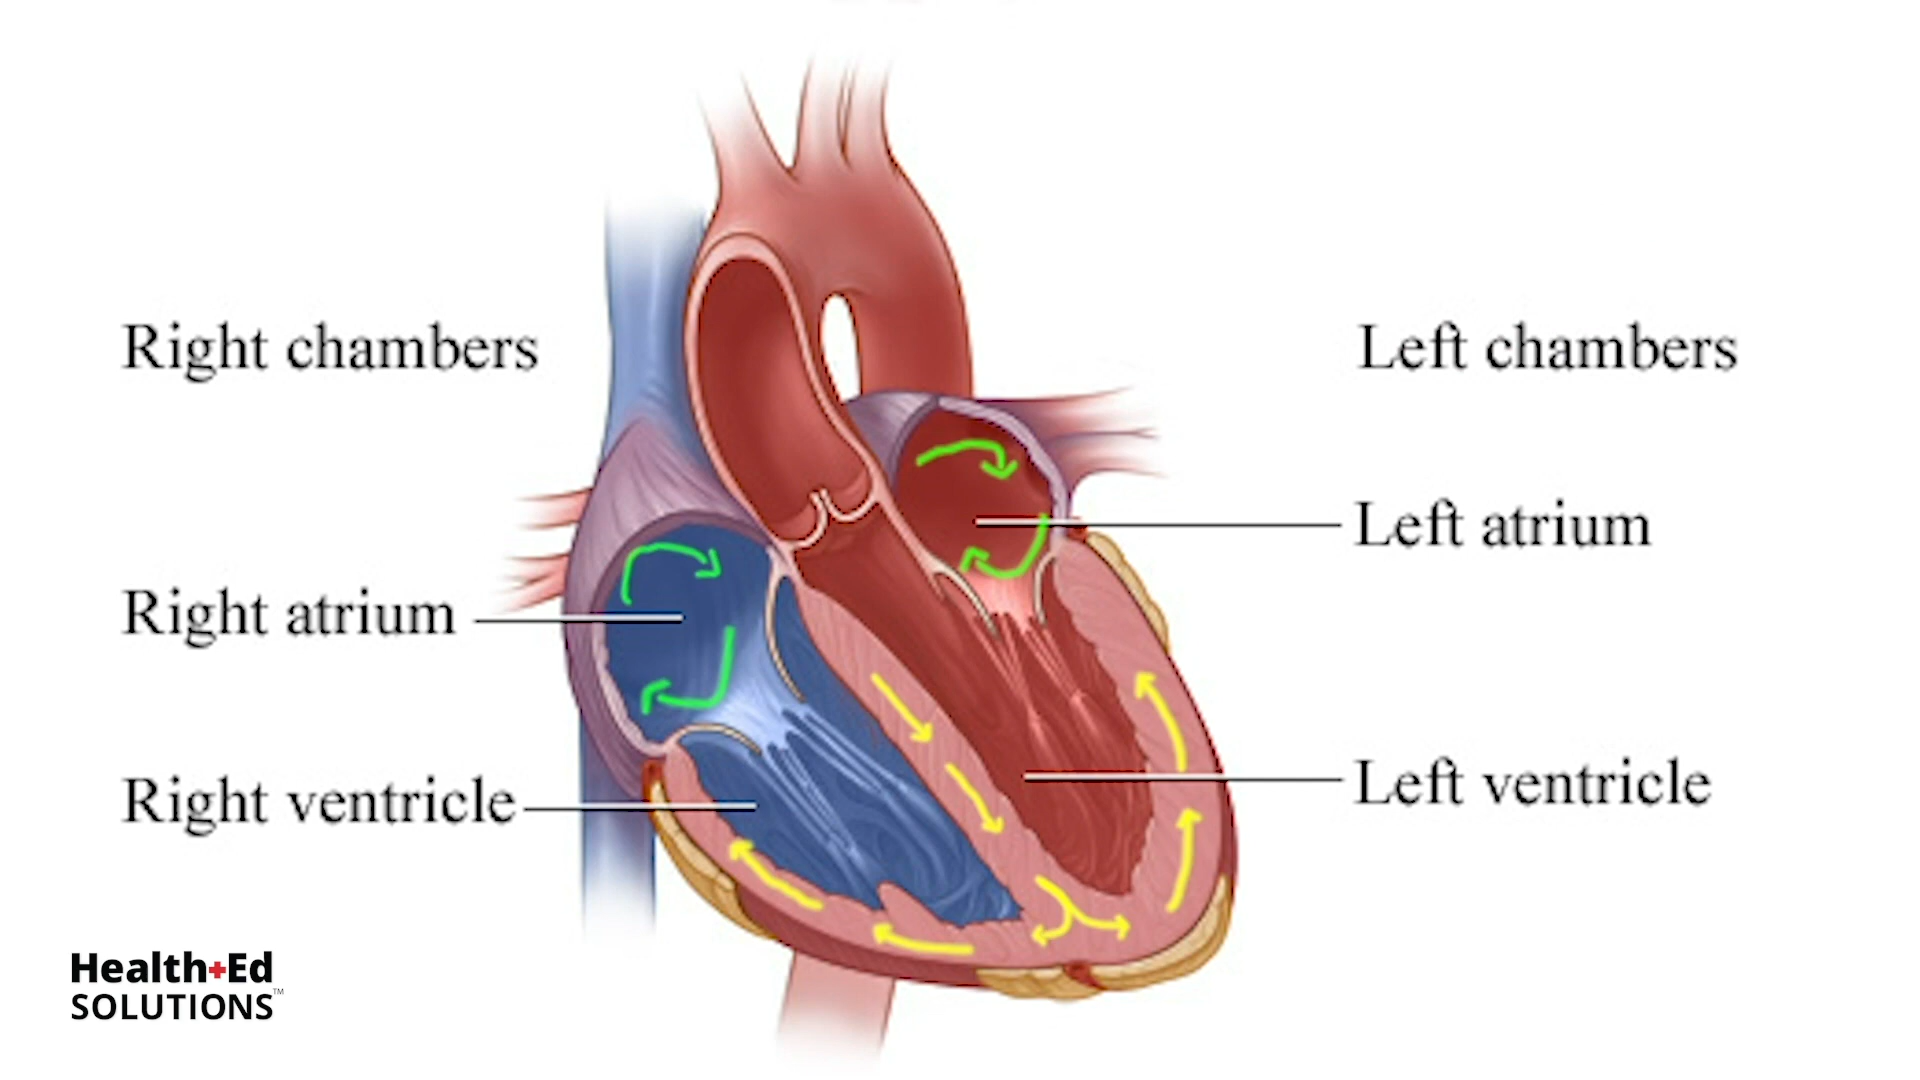 Right chambers
Left chambers
Left atrium
Right atrium
Left ventricle
Right ventricle
Health+Ed
SOLUTIONS™